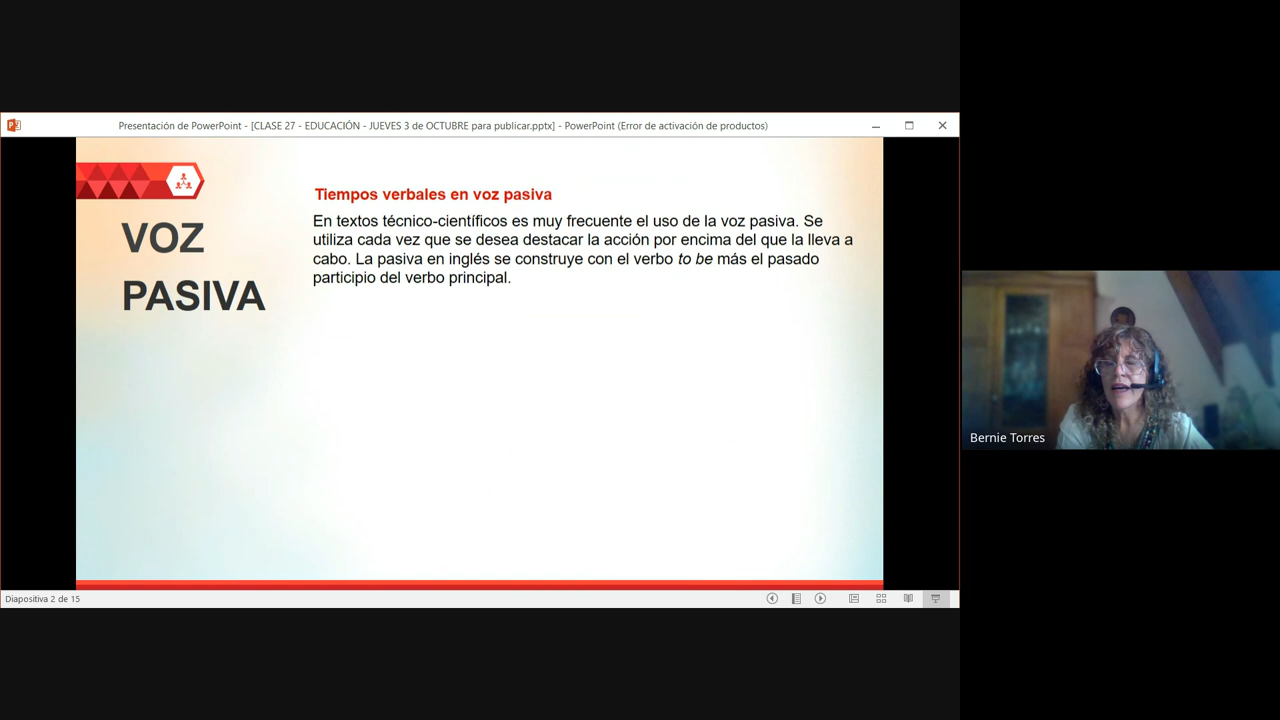 Presentación de PowerPoint - [CLASE 27 - EDUCACIÓN - JUEVES 3 de OCTUBRE para publicar.pptx] - PowerPoint (Error de activación de productos)
VOZ
PASIVA
Tiempos verbales en voz pasiva
En textos técnico-científicos es muy frecuente el uso de la voz pasiva. Se
utiliza cada vez que se desea destacar la acción por encima del que la lleva a
cabo. La pasiva en inglés se construye con el verbo to be más el pasado
participio del verbo principal.
Bernie Torres
Diapositiva 2 de 15